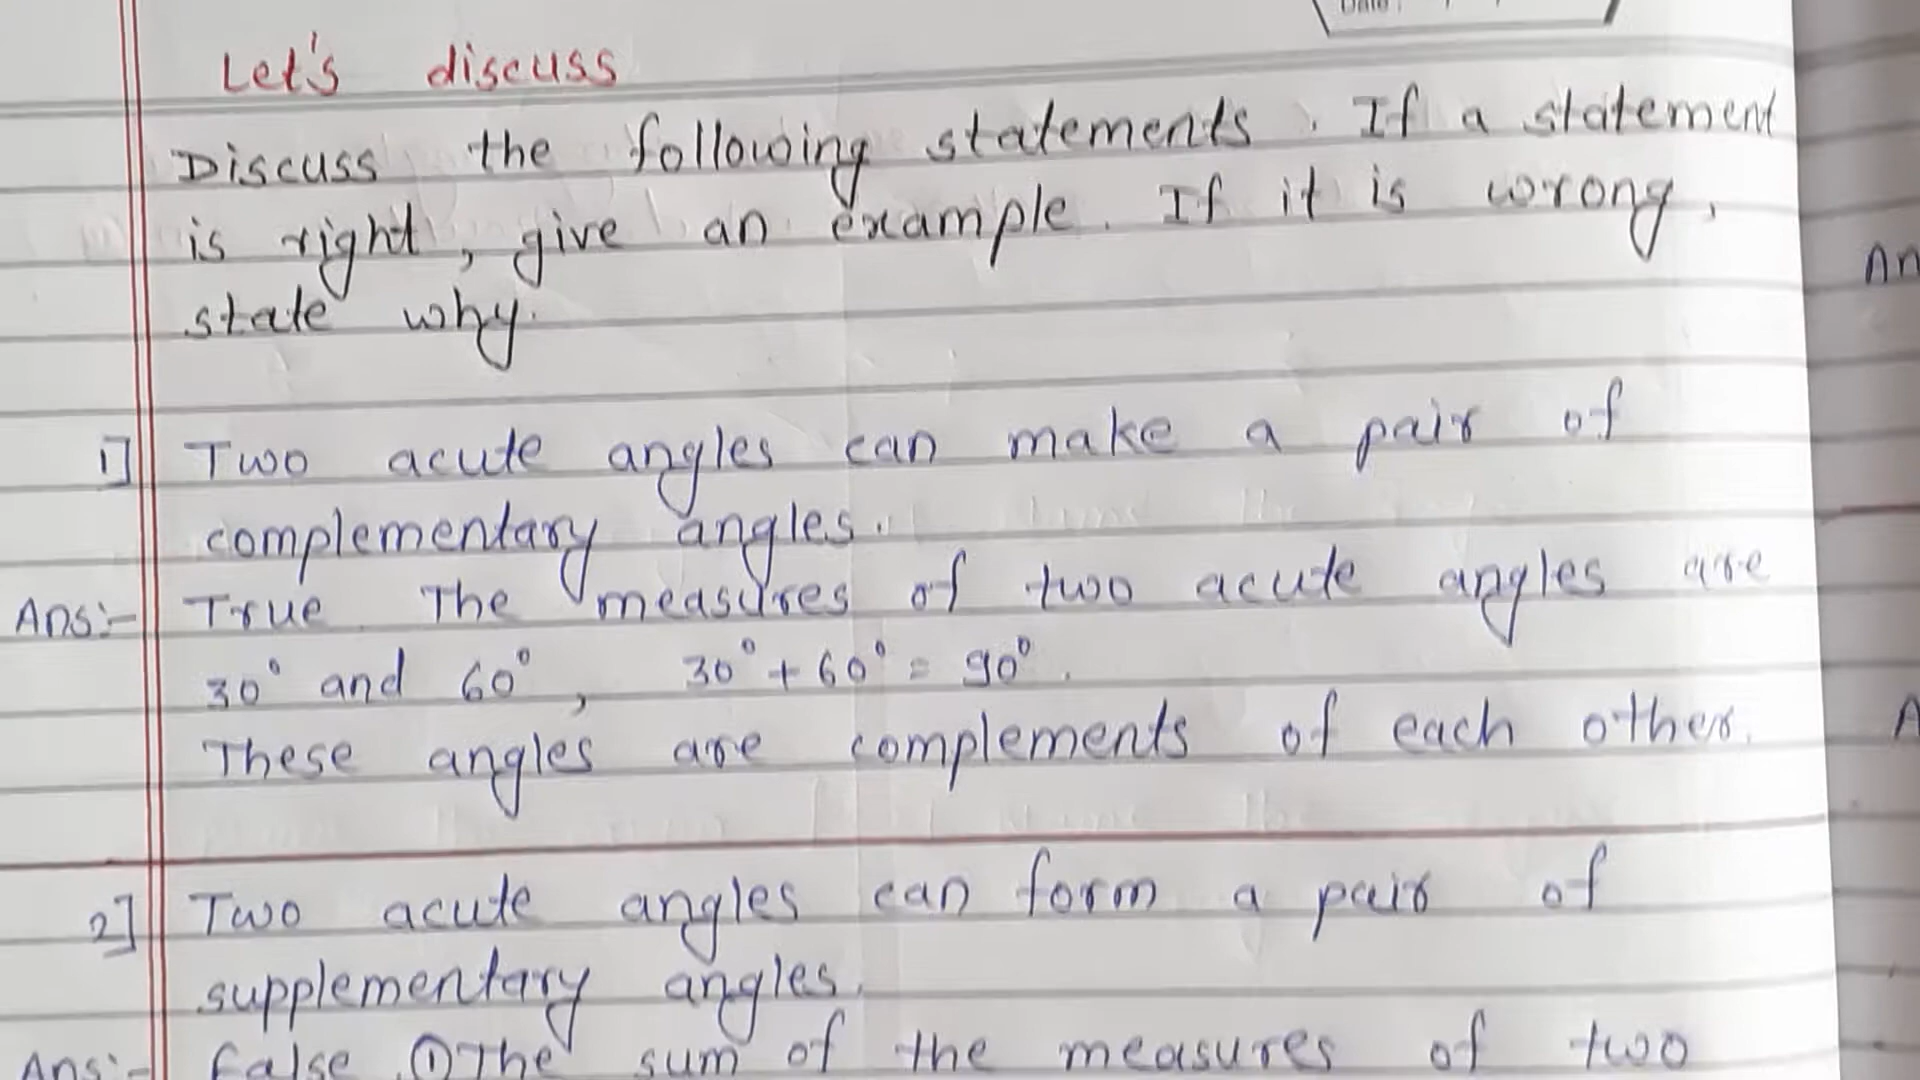 Date :
Let's discuss
Discuss the following statements. If a statement
is right, give an example. If it is wrong,
state why.
1] Two acute angles can make a pair of
complementary angles.
Ans:- True. The measures of two acute angles are
30° and 60°, 30° + 60° = 90°.
These angles are complements of each other.
2] Two acute angles can form a pair of
supplementary angles.
Ans:- False. ① The sum of the measures of two
An